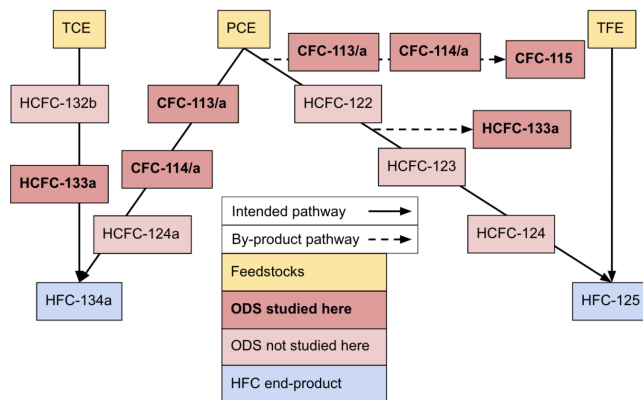 TCE
PCE
TFE
CFC-113/a
CFC-114/a
CFC-115
HCFC-132b
CFC-113/a
HCFC-122
HCFC-133a
HCFC-133a
CFC-114/a
HCFC-123
HCFC-124a
HCFC-124
HFC-134a
HFC-125
Intended pathway
By-product pathway
Feedstocks
ODS studied here
ODS not studied here
HFC end-product